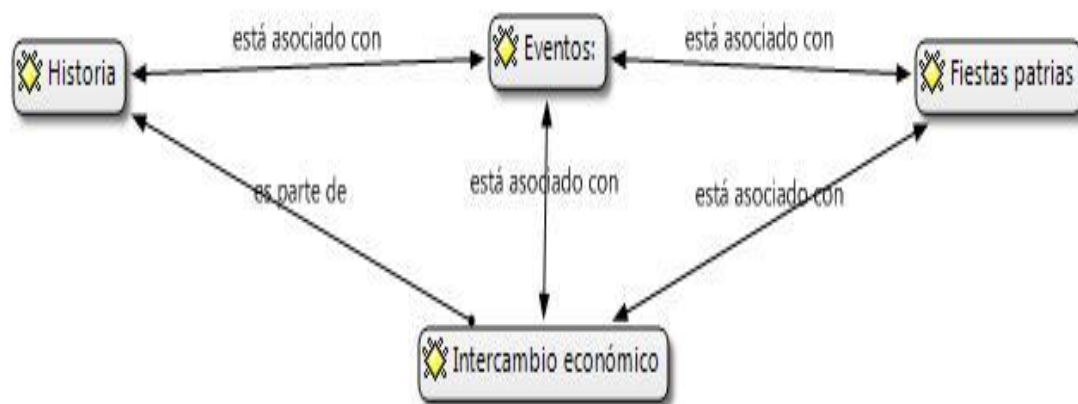 está asociado con
Eventos:
está asociado con
Historia
Fiestas patrias
es parte de
está asociado con
está asociado con
Intercambio económico